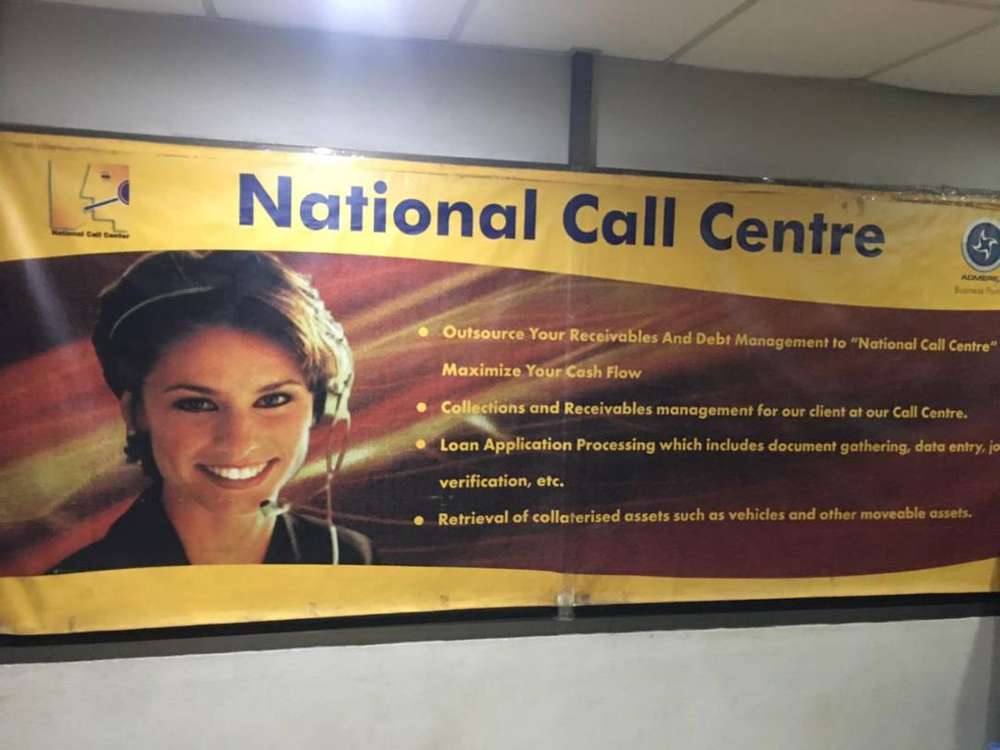 National Call Center
National Call Centre
Business
• Outsource Your Receivables And Debt Management to "National Call Centre"
Maximize Your Cash Flow
• Collections and Receivables management for our client at our Call Centre.
• Loan Application Processing which includes document gathering, data entry,
verification, etc.
• Retrieval of collaterised assets such as vehicles and other moveable assets.